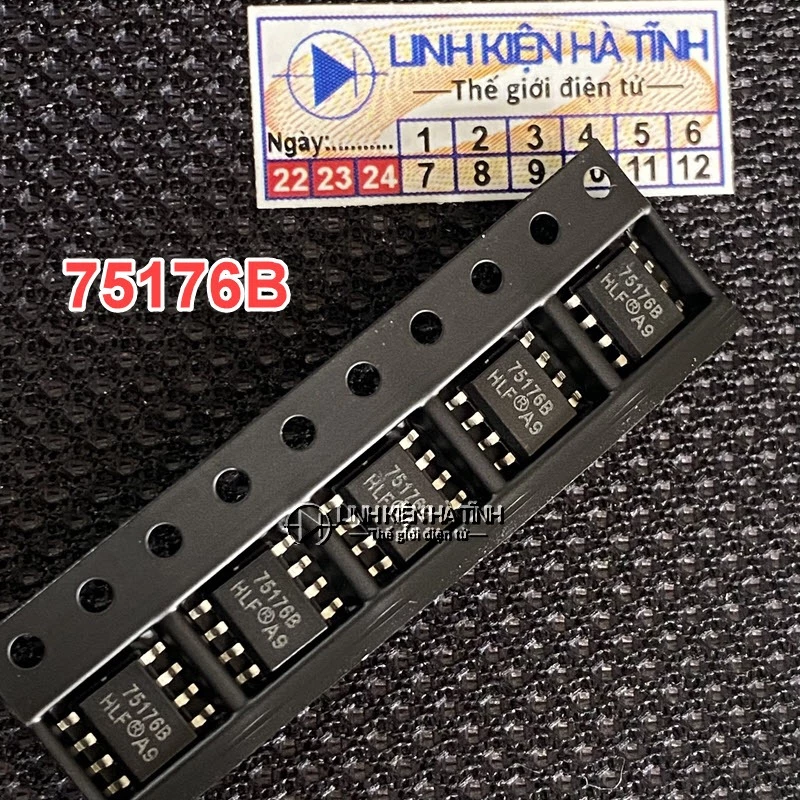 LINH KIỆN HÀ TĨNH
Thế giới điện tử
Ngày:........... 1 2 3 4 5 6
22 23 24 7 8 9 11 12
75176B
75176B
HLF®A9
75176B
HLF®A9
75176
HLF
LINH KIỆN HÀ TĨNH
Thế giới điện tử
75176B
HLF®A9
75176B
HLF®A9